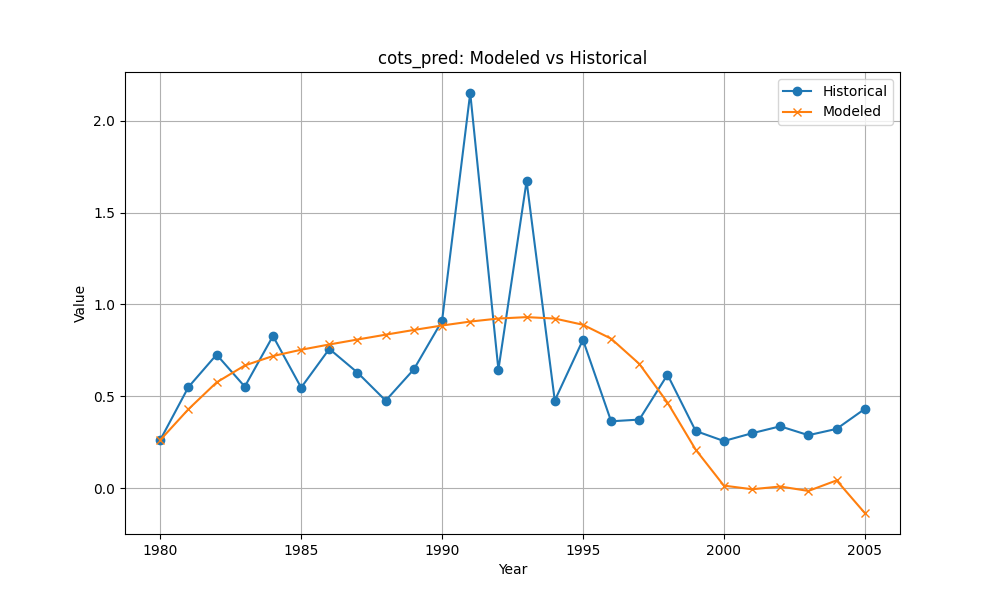 cots_pred: Modeled vs Historical
Historical
Modeled
Value
2.0
1.5
1.0
0.5
0.0
1980
1985
1990
1995
2000
2005
Year